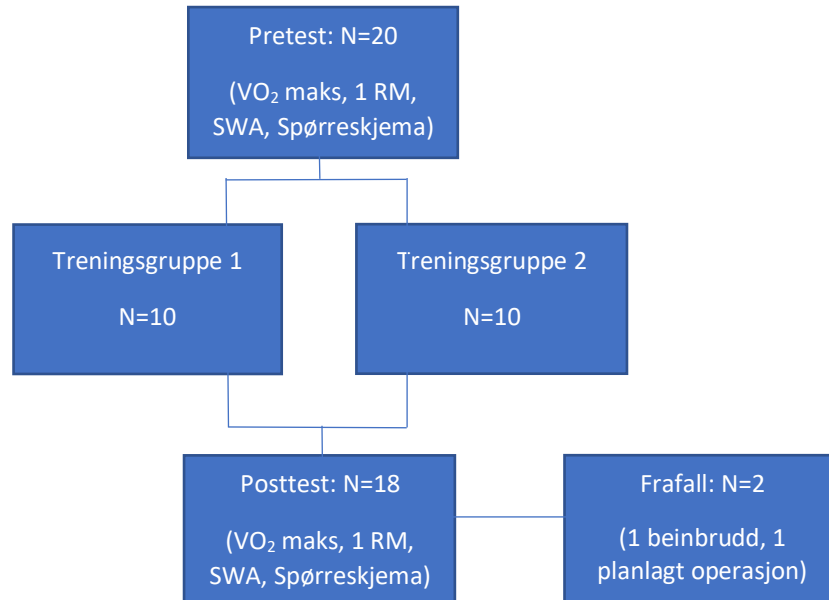 Pretest: N=20
(VO₂ maks, 1 RM,
SWA, Spørreskjema)
Treningsgruppe 1
N=10
Treningsgruppe 2
N=10
Posttest: N=18
(VO₂ maks, 1 RM,
SWA, Spørreskjema)
Frafall: N=2
(1 beinbrudd, 1
planlagt operasjon)